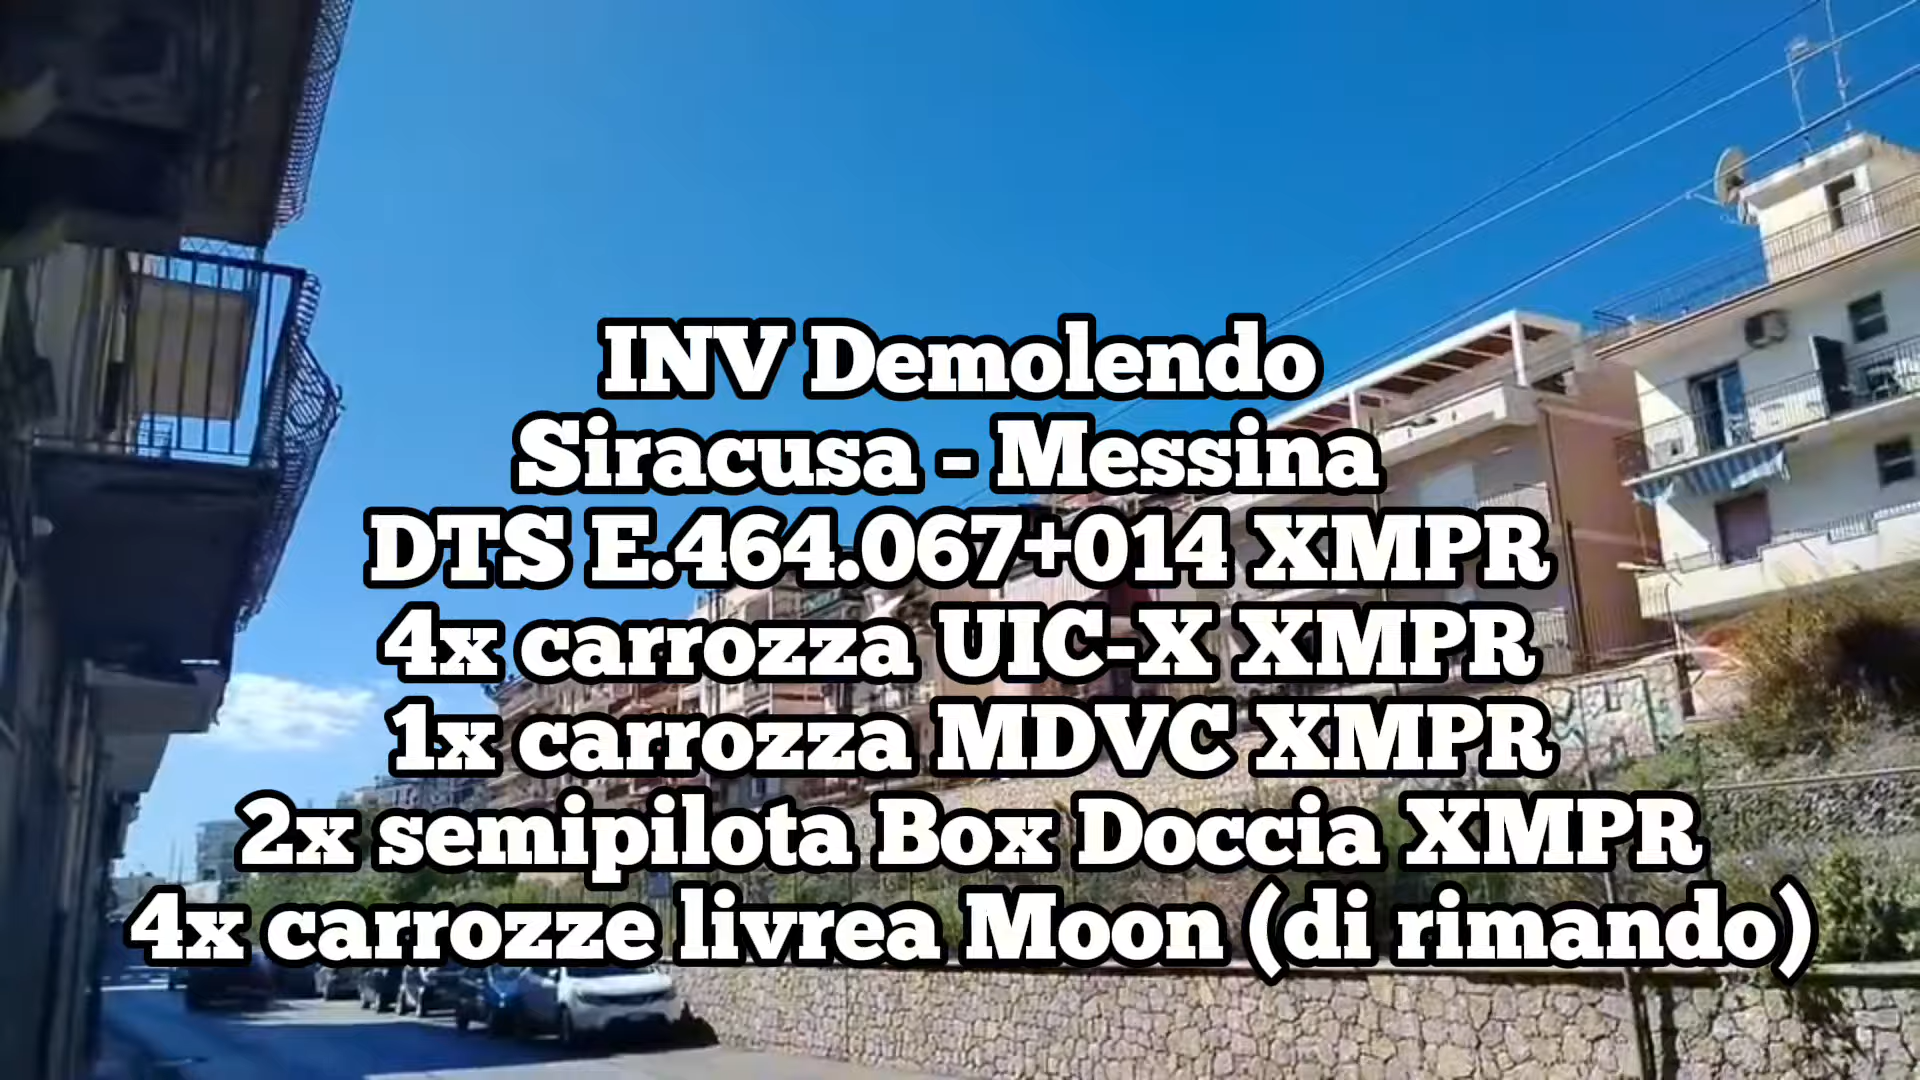 INV Demolendo
Siracusa - Messina
DTS E.464.067+014 XMPR
4x carrozza UIC-X XMPR
1x carrozza MDVC XMPR
2x semipilota Box Doccia XMPR
4x carrozze livrea Moon (di rimando)